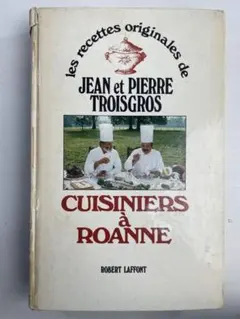 les recettes originales de
JEAN et PIERRE
TROISGROS
CUISINIERS
à
ROANNE
ROBERT LAFFONT